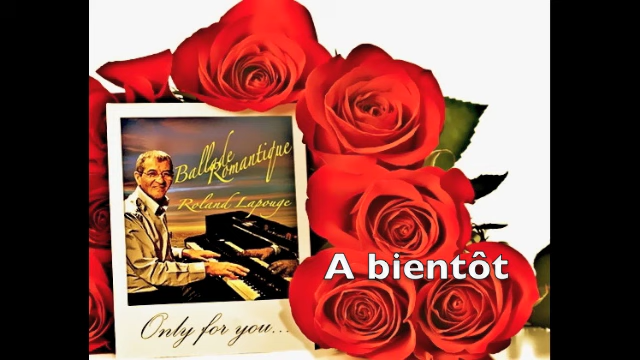 Ballade
Romantique
Roland Lapouge
A bientôt
Only for you...